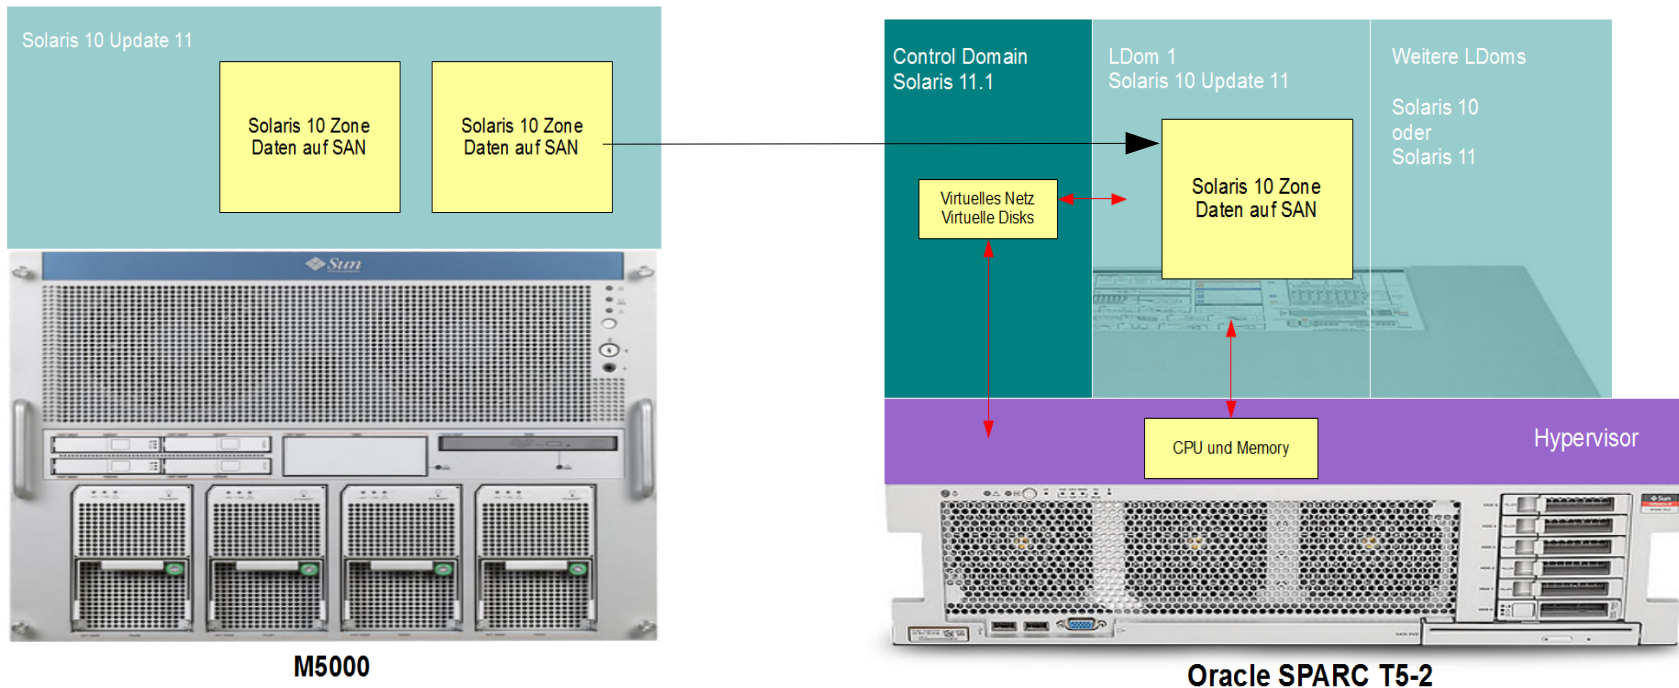 Solaris 10 Update 11
Solaris 10 Zone
Daten auf SAN
Solaris 10 Zone
Daten auf SAN
Sun
M5000
Control Domain
Solaris 11.1
LDom 1
Solaris 10 Update 11
Weitere LDoms
Solaris 10
oder
Solaris 11
Solaris 10 Zone
Daten auf SAN
Virtuelles Netz
Virtuelle Disks
CPU und Memory
Hypervisor
Sun
Oracle SPARC T5-2